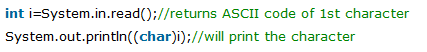 int i=System.in.read();//returns ASCII code of 1st character
System.out.println((char)i);//will print the character